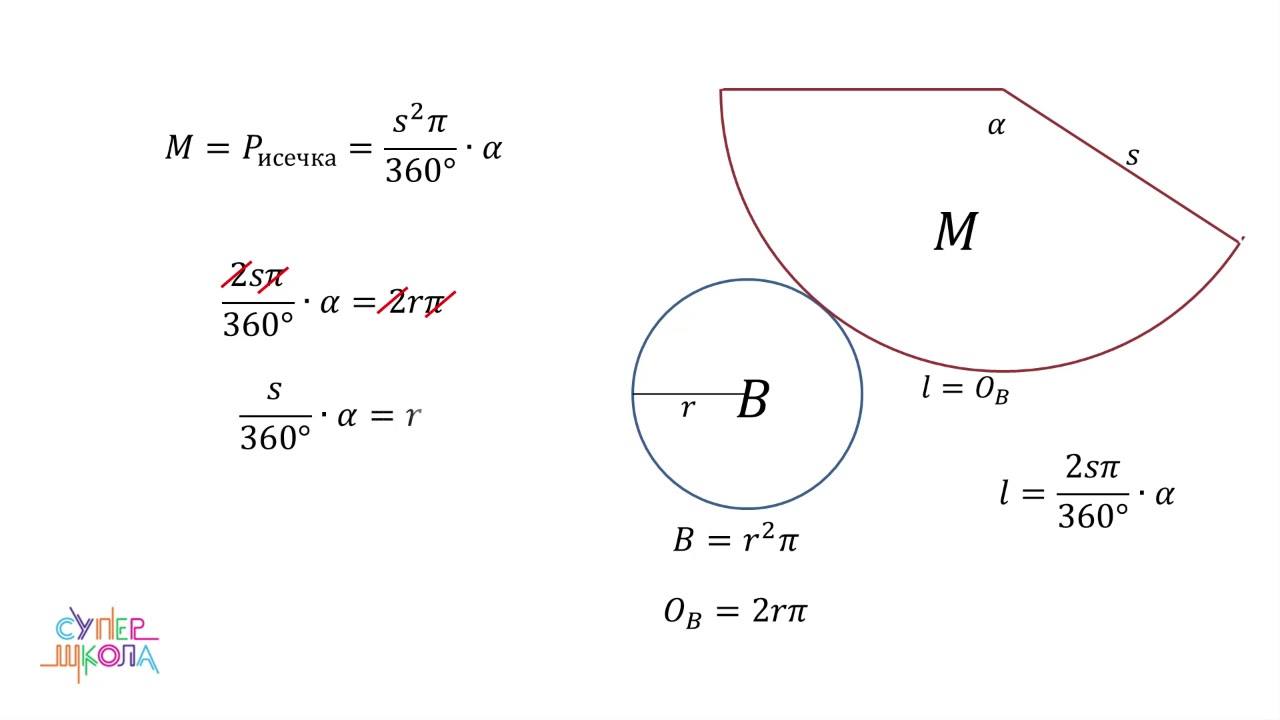 M = P_исечка = s²π / 360° · α
2sπ / 360° · α = 2rπ
s / 360° · α = r
α
s
M
r
B
l = O_B
l = 2sπ / 360° · α
B = r²π
O_B = 2rπ
СУПЕР
ШКОЛА